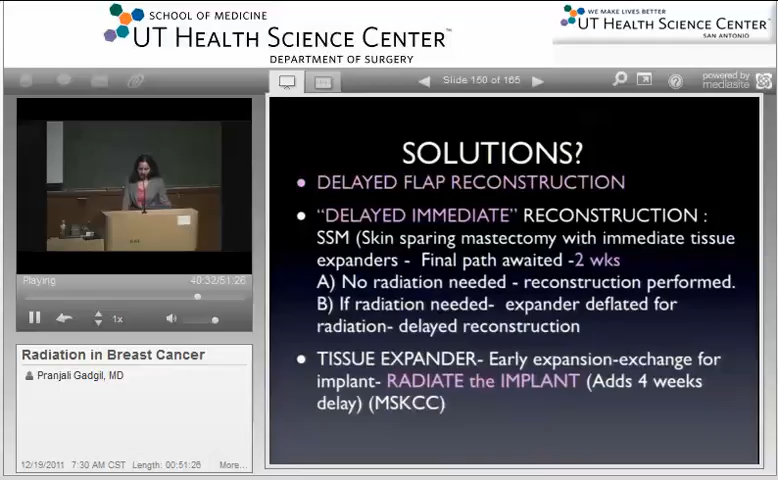 SCHOOL OF MEDICINE
UT HEALTH SCIENCE CENTER™
DEPARTMENT OF SURGERY
WE MAKE LIVES BETTER
UT HEALTH SCIENCE CENTER™
SAN ANTONIO
Slide 150 of 165
powered by
mediasite
SOLUTIONS?
• DELAYED FLAP RECONSTRUCTION
• “DELAYED IMMEDIATE” RECONSTRUCTION :
SSM (Skin sparing mastectomy with immediate tissue
expanders - Final path awaited -2 wks
A) No radiation needed - reconstruction performed.
B) If radiation needed- expander deflated for
radiation- delayed reconstruction
• TISSUE EXPANDER- Early expansion-exchange for
implant- RADIATE the IMPLANT (Adds 4 weeks
delay) (MSKCC)
Playing
40:32/51:26
1x
Radiation in Breast Cancer
Pranjali Gadgil, MD
12/19/2011 7:30 AM CST Length: 00:51:26 More...